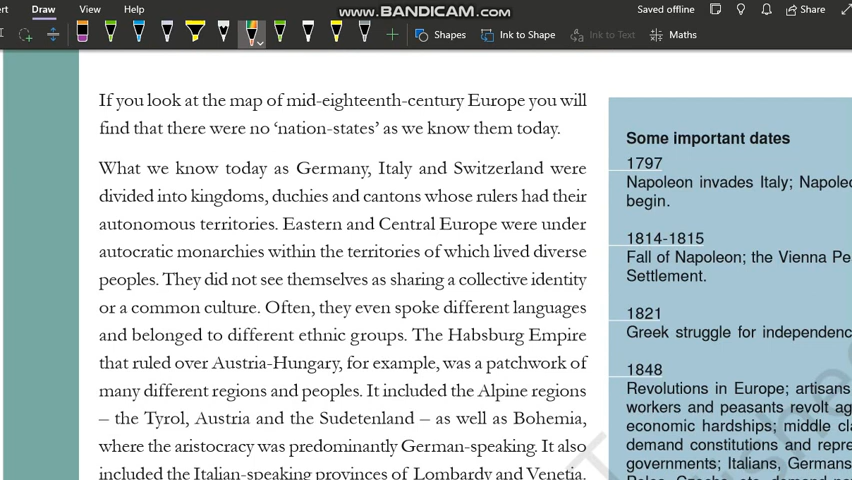 Draw
View
Help
www.BANDICAM.com
Saved offline
Share
Shapes
Ink to Shape
Ink to Text
Maths
If you look at the map of mid-eighteenth-century Europe you will
find that there were no ‘nation-states’ as we know them today.
What we know today as Germany, Italy and Switzerland were
divided into kingdoms, duchies and cantons whose rulers had their
autonomous territories. Eastern and Central Europe were under
autocratic monarchies within the territories of which lived diverse
peoples. They did not see themselves as sharing a collective identity
or a common culture. Often, they even spoke different languages
and belonged to different ethnic groups. The Habsburg Empire
that ruled over Austria-Hungary, for example, was a patchwork of
many different regions and peoples. It included the Alpine regions
– the Tyrol, Austria and the Sudetenland – as well as Bohemia,
where the aristocracy was predominantly German-speaking. It also
included the Italian-speaking provinces of Lombardy and Venetia.
Some important dates
1797
Napoleon invades Italy; Napoleo
begin.
1814-1815
Fall of Napoleon; the Vienna Pe
Settlement.
1821
Greek struggle for independenc
1848
Revolutions in Europe; artisans
workers and peasants revolt ag
economic hardships; middle cla
demand constitutions and repre
governments; Italians, Germans
Poles, Czechs, etc. demand